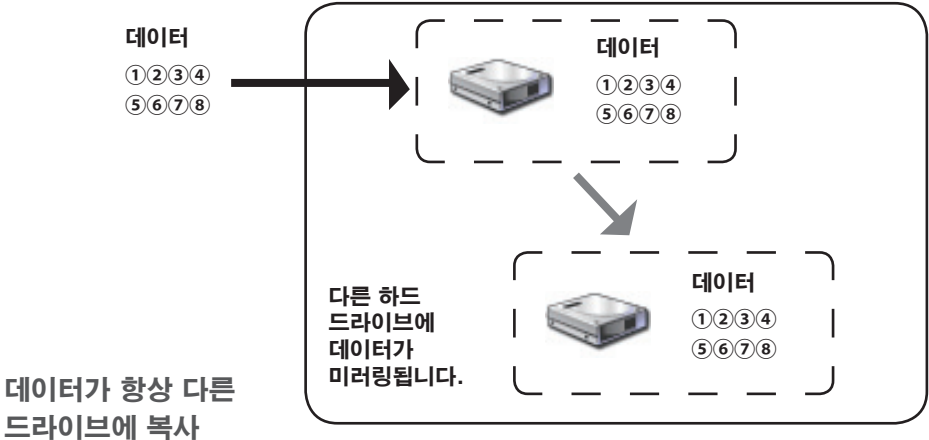 데이터
①②③④
⑤⑥⑦⑧
데이터
①②③④
⑤⑥⑦⑧
다른 하드
드라이브에
데이터가
미러링됩니다.
데이터
①②③④
⑤⑥⑦⑧
데이터가 항상 다른
드라이브에 복사